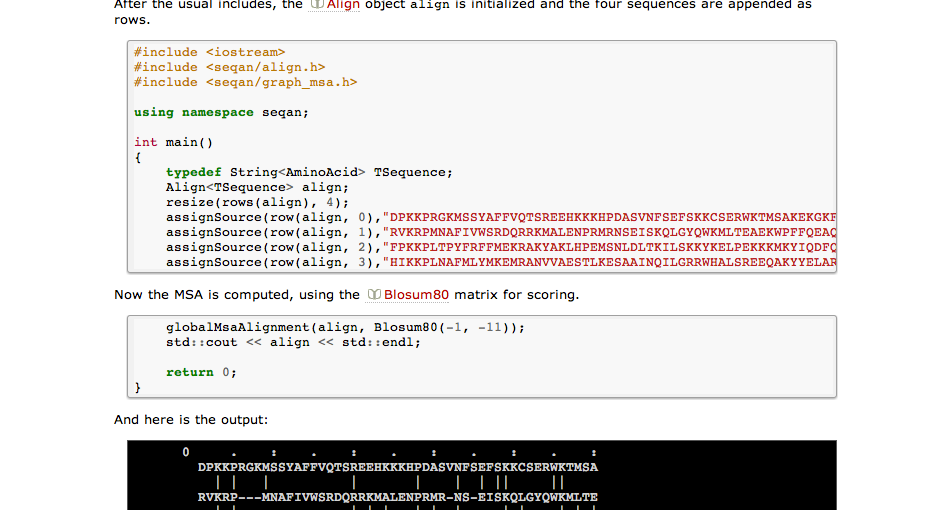 After the usual includes, the Align object align is initialized and the four sequences are appended as
rows.
#include <iostream>
#include <seqan/align.h>
#include <seqan/graph_msa.h>
using namespace seqan;
int main()
{
typedef String<AminoAcid> TSequence;
Align<TSequence> align;
resize(rows(align), 4);
assignSource(row(align, 0),"DPKKPRGKMSSYAFFVQTSREEHKKKHPDASVNFSEFSKKCSERWKTMSAKEKGKF
assignSource(row(align, 1),"RVKRPMNAFIVWSRDQRRKMALENPRMRNSEISKQLGYQWKMLTEAEKWPFFQEAQ
assignSource(row(align, 2),"FPKKPLTPYFRFFMEKRAKYAKLHPEMSNLDLTKILSKKYKELPEKKKMKYIQDFQ
assignSource(row(align, 3),"HIKKPLNAFMLYMKEMRANVVAESTLKESAAINQILGRRWHALSREEQAKYYELAR
Now the MSA is computed, using the Blosum80 matrix for scoring.
globalMsaAlignment(align, Blosum80(-1, -11));
std::cout << align << std::endl;
return 0;
}
And here is the output:
0 . : . : . : . : . :
DPKKPRGKMSSYAFFVQTSREEHKKKHPDASVNFSEFSKKCSERWKTMSA
|| | | | | | | || ||
RVKRP---MNAFIVWSRDQRRKMALENPRMR-NS-EISKQLGYQWKMLTE